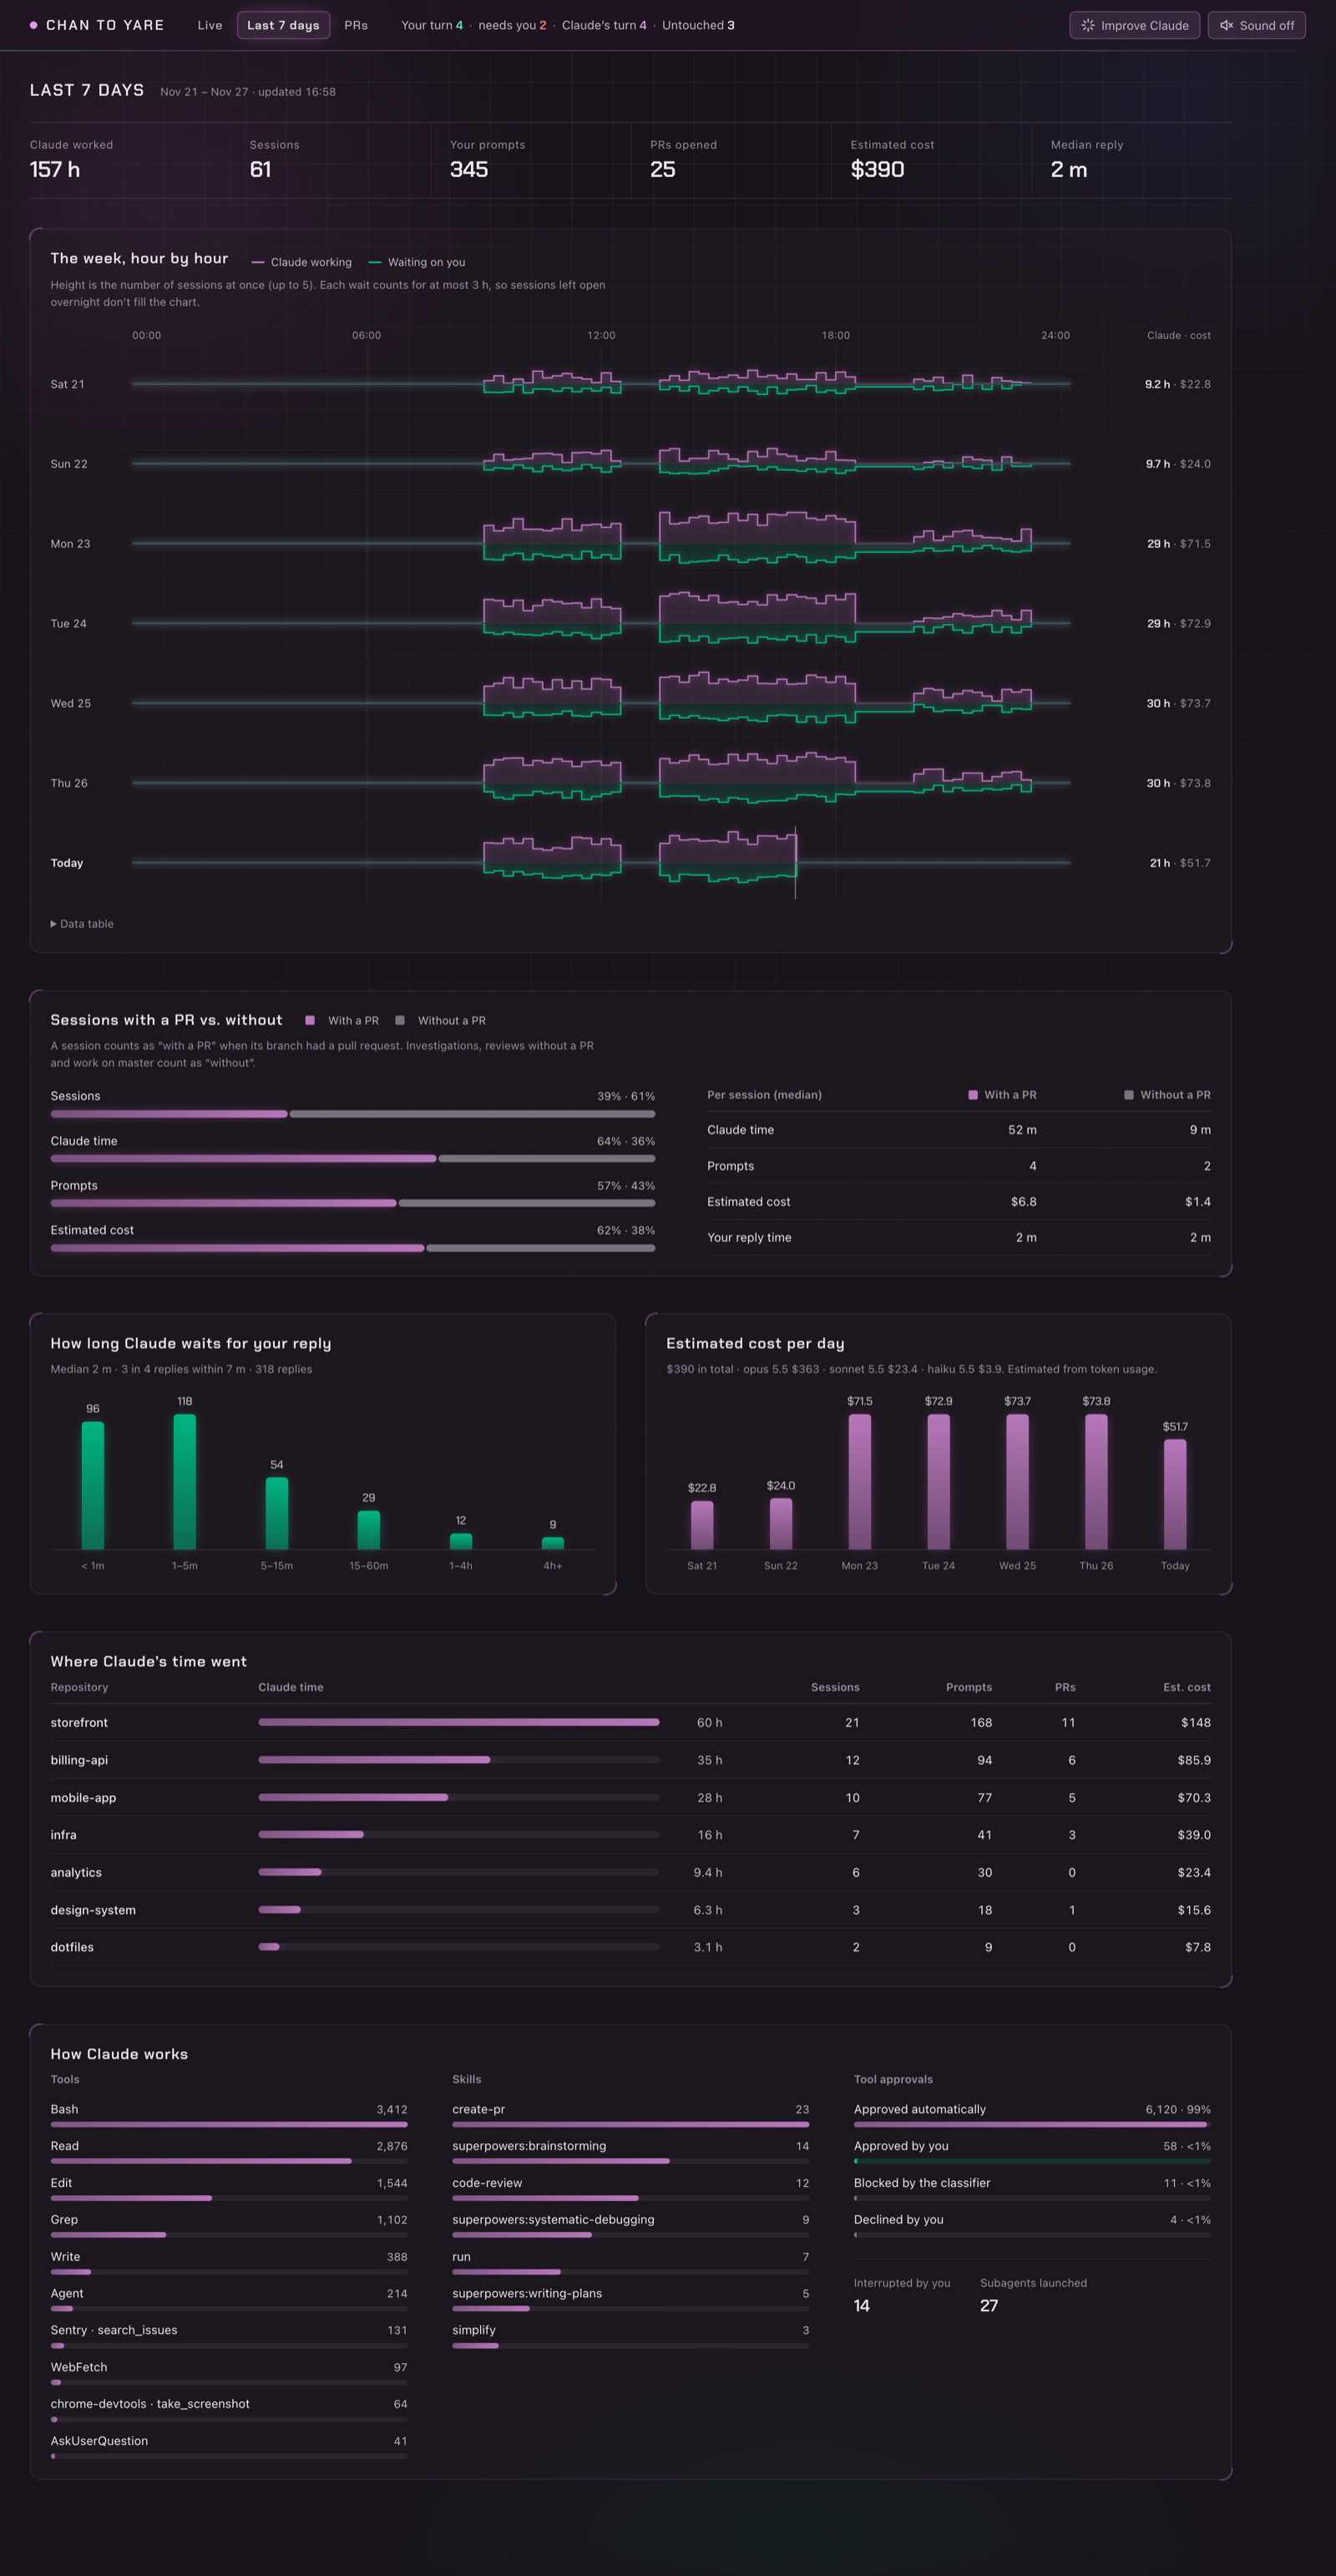 CHAN TO YARE Live Last 7 days PRs Your turn 4 · needs you 2 · Claude's turn 4 · Untouched 3 Improve Claude Sound off
LAST 7 DAYS Nov 21 – Nov 27 · updated 16:58
Claude worked Sessions Your prompts PRs opened Estimated cost Median reply
157 h 61 345 25 $390 2 m
The week, hour by hour Claude working Waiting on you
Height is the number of sessions at once (up to 5). Each wait counts for at most 3 h, so sessions left open
overnight don't fill the chart.
00:00 06:00 12:00 18:00 24:00 Claude · cost
Sat 21 9.2 h · $22.8
Sun 22 9.7 h · $24.0
Mon 23 29 h · $71.5
Tue 24 29 h · $72.9
Wed 25 30 h · $73.7
Thu 26 30 h · $73.8
Today 21 h · $51.7
Data table
Sessions with a PR vs. without With a PR Without a PR
A session counts as “with a PR” when its branch had a pull request. Investigations, reviews without a PR
and work on master count as “without”.
Sessions 39% · 61%
Claude time 64% · 36%
Prompts 57% · 43%
Estimated cost 62% · 38%
Per session (median) With a PR Without a PR
Claude time 52 m 9 m
Prompts 4 2
Estimated cost $6.8 $1.4
Your reply time 2 m 2 m
How long Claude waits for your reply
Median 2 m · 3 in 4 replies within 7 m · 318 replies
96 118 54 29 12 9
< 1m 1–5m 5–15m 15–60m 1–4h 4h+
Estimated cost per day
$390 in total · opus 5.5 $363 · sonnet 5.5 $23.4 · haiku 5.5 $3.9. Estimated from token usage.
$22.8 $24.0 $71.5 $72.9 $73.7 $73.8 $51.7
Sat 21 Sun 22 Mon 23 Tue 24 Wed 25 Thu 26 Today
Where Claude's time went
Repository Claude time Sessions Prompts PRs Est. cost
storefront 60 h 21 168 11 $148
billing-api 35 h 12 94 6 $85.9
mobile-app 28 h 10 77 5 $70.3
infra 16 h 7 41 3 $39.0
analytics 9.4 h 6 30 0 $23.4
design-system 6.3 h 3 18 1 $15.6
dotfiles 3.1 h 2 9 0 $7.8
How Claude works
Tools
Bash 3,412
Read 2,876
Edit 1,544
Grep 1,102
Write 388
Agent 214
Sentry · search_issues 131
WebFetch 97
chrome-devtools · take_screenshot 64
AskUserQuestion 41
Skills
create-pr 23
superpowers:brainstorming 14
code-review 12
superpowers:systematic-debugging 9
run 7
superpowers:writing-plans 5
simplify 3
Tool approvals
Approved automatically 6,120 · 99%
Approved by you 58 · <1%
Blocked by the classifier 11 · <1%
Declined by you 4 · <1%
Interrupted by you Subagents launched
14 27